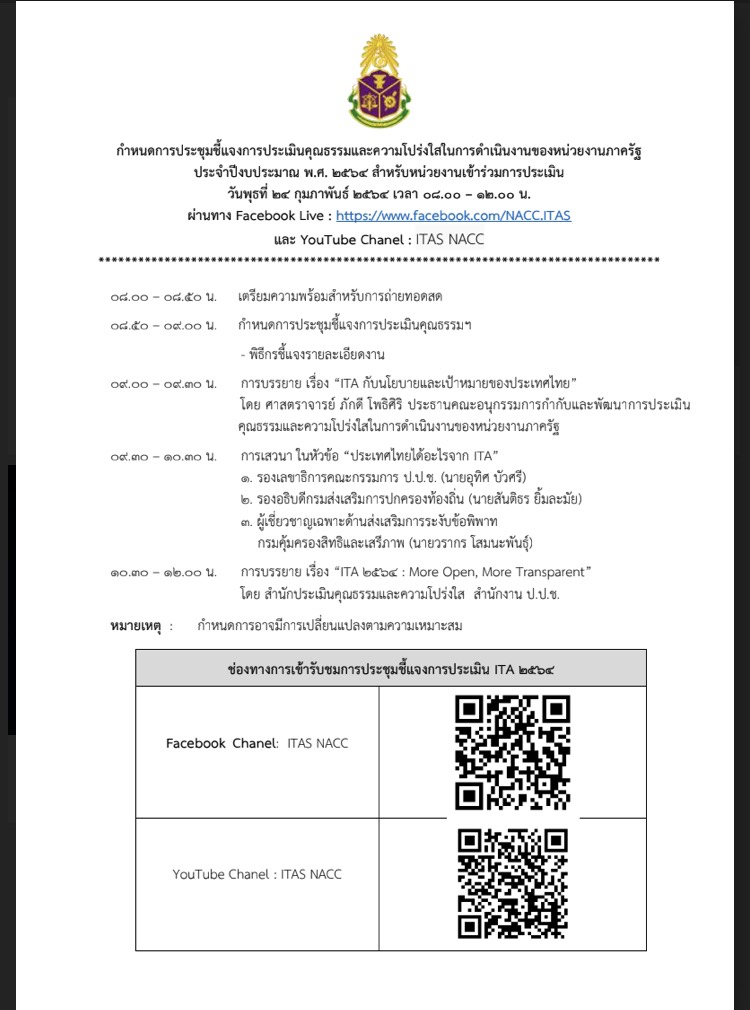 กำหนดการประชุมชี้แจงการประเมินคุณธรรมและความโปร่งใสในการดำเนินงานของหน่วยงานภาครัฐ
ประจำปีงบประมาณ พ.ศ. ๒๕๖๔ สำหรับหน่วยงานเข้าร่วมการประเมิน
วันพุธที่ ๒๔ กุมภาพันธ์ ๒๕๖๔ เวลา ๐๘.๐๐ – ๑๒.๐๐ น.
ผ่านทาง Facebook Live : https://www.facebook.com/NACC.ITAS
และ YouTube Chanel : ITAS NACC
๐๘.๐๐ – ๐๘.๕๐ น. เตรียมความพร้อมสำหรับการถ่ายทอดสด
๐๘.๕๐ – ๐๙.๐๐ น. กำหนดการประชุมชี้แจงการประเมินคุณธรรมฯ
- พิธีกรชี้แจงรายละเอียดงาน
๐๙.๐๐ – ๐๙.๓๐ น. การบรรยาย เรื่อง “ITA กับนโยบายและเป้าหมายของประเทศไทย”
โดย ศาสตราจารย์ ภักดี โพธิศิริ ประธานคณะอนุกรรมการกำกับและพัฒนาการประเมิน
คุณธรรมและความโปร่งใสในการดำเนินงานของหน่วยงานภาครัฐ
๐๙.๓๐ – ๑๐.๓๐ น. การเสวนา ในหัวข้อ “ประเทศไทยได้อะไรจาก ITA”
๑. รองเลขาธิการคณะกรรมการ ป.ป.ช. (นายอุทิศ บัวศรี)
๒. รองอธิบดีกรมส่งเสริมการปกครองท้องถิ่น (นายสันติธร ยิ้มละมัย)
๓. ผู้เชี่ยวชาญเฉพาะด้านส่งเสริมการระงับข้อพิพาท
กรมคุ้มครองสิทธิและเสรีภาพ (นายวรากร โสมนะพันธุ์)
๑๐.๓๐ – ๑๒.๐๐ น. การบรรยาย เรื่อง “ITA ๒๕๖๔ : More Open, More Transparent”
โดย สำนักประเมินคุณธรรมและความโปร่งใส สำนักงาน ป.ป.ช.
หมายเหตุ : กำหนดการอาจมีการเปลี่ยนแปลงตามความเหมาะสม
ช่องทางการเข้ารับชมการประชุมชี้แจงการประเมิน ITA ๒๕๖๔
Facebook Chanel: ITAS NACC
YouTube Chanel : ITAS NACC